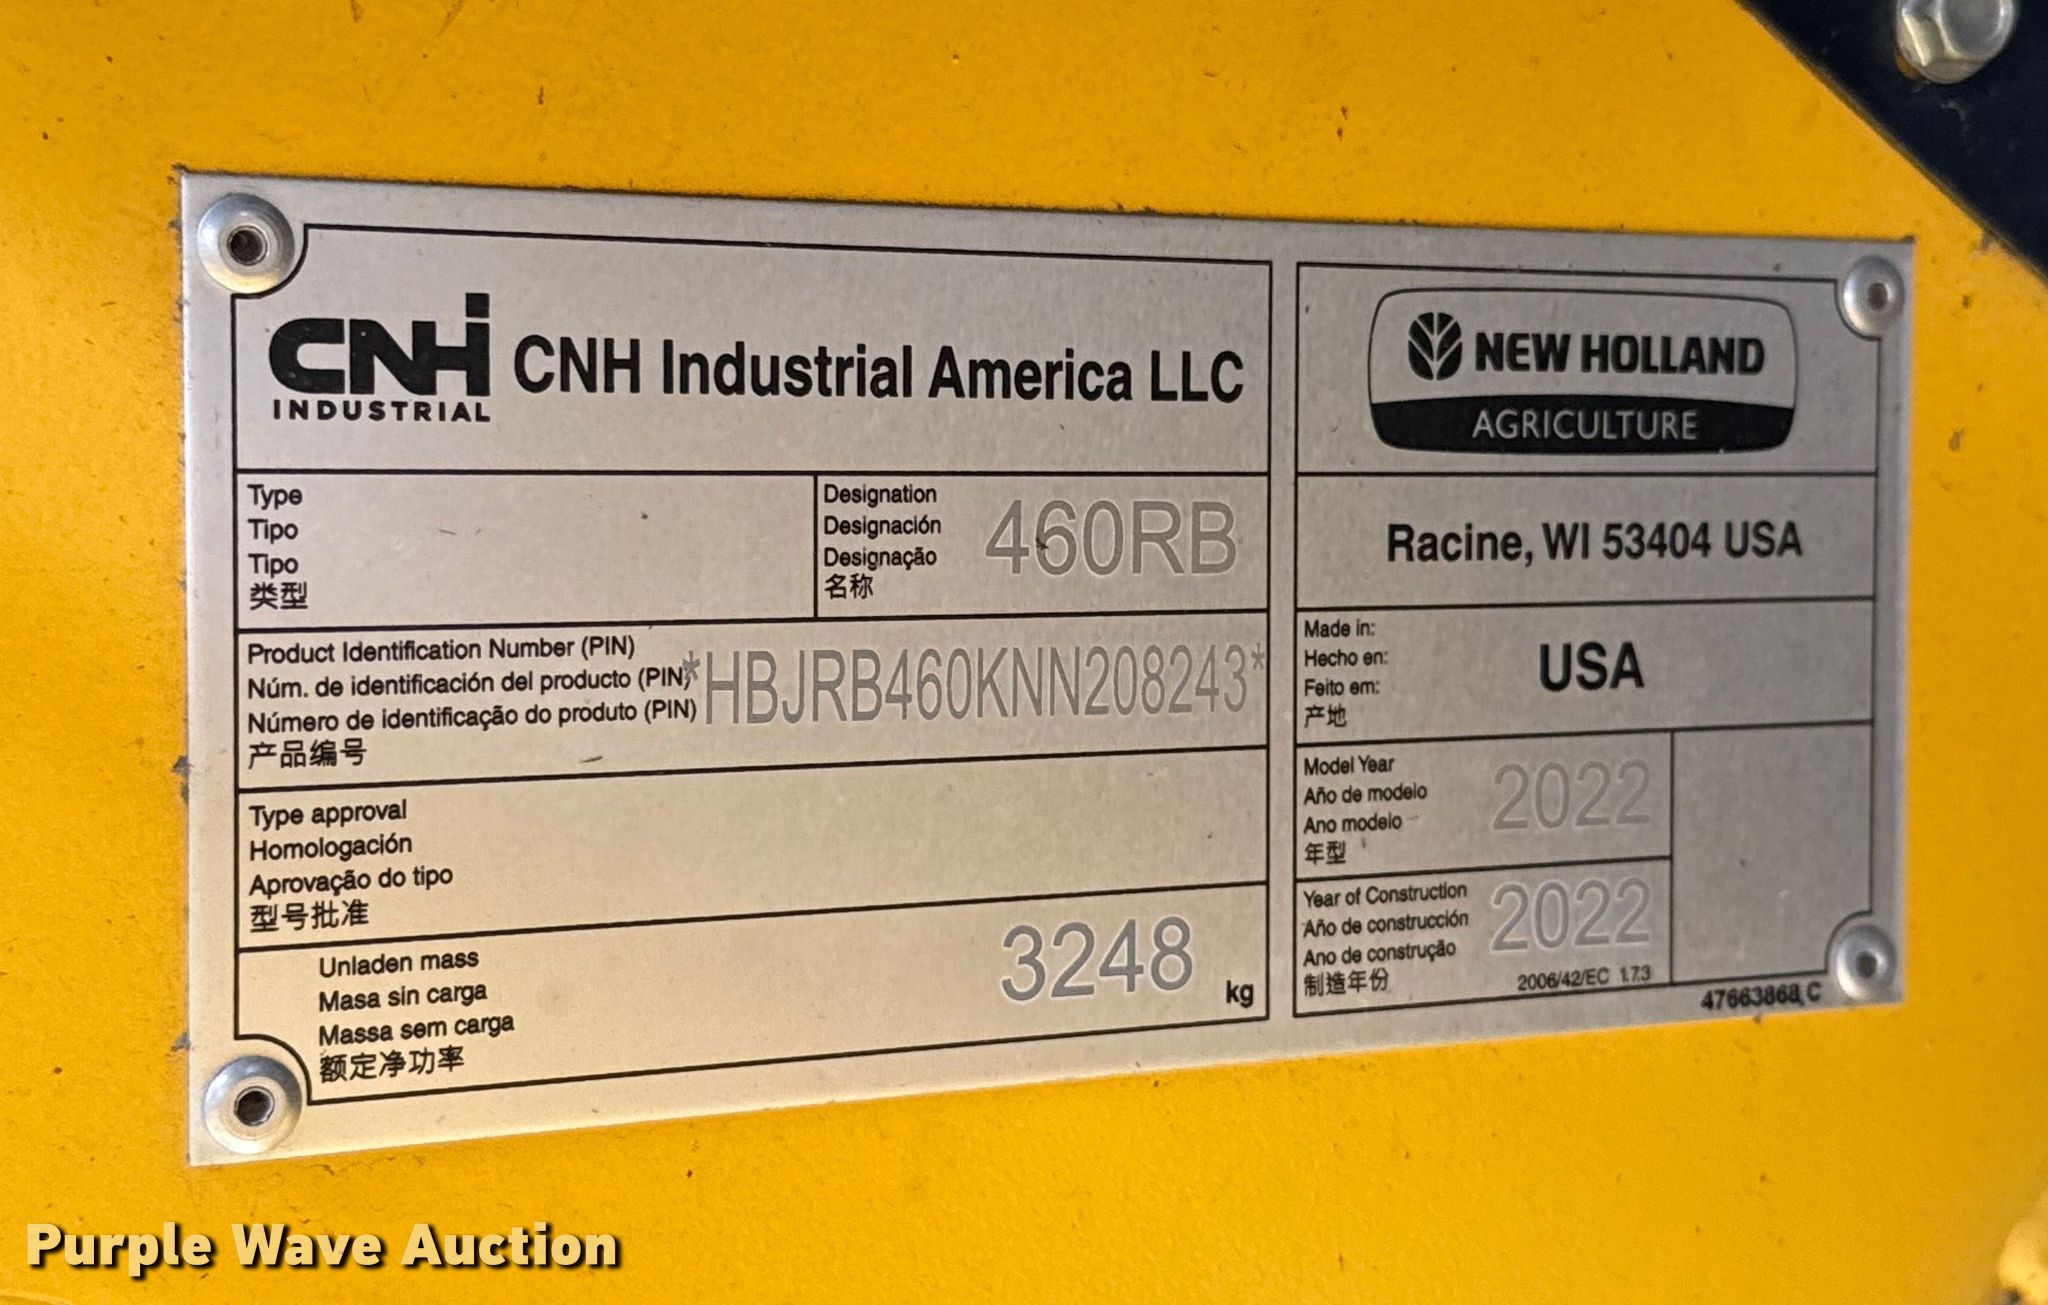 CNH INDUSTRIAL
CNH Industrial America LLC
Type
Tipo
Tipo
类型
Designation
Designación
Designação
名称
460RB
Product Identification Number (PIN)
Núm. de identificación del producto (PIN)
Número de identificação do produto (PIN)
产品编号
*HBJRB460KNN208243*
Type approval
Homologación
Aprovação do tipo
型号批准
Unladen mass
Masa sin carga
Massa sem carga
额定净功率
3248 kg
NEW HOLLAND
AGRICULTURE
Racine, WI 53404 USA
Made in:
Hecho en:
Feito em:
产地
USA
Model Year
Año de modelo
Ano modelo
年型
2022
Year of Construction
Año de construcción
Ano de construção
制造年份
2022
2006/42/EC 1.7.3
47663868 C
Purple Wave Auction